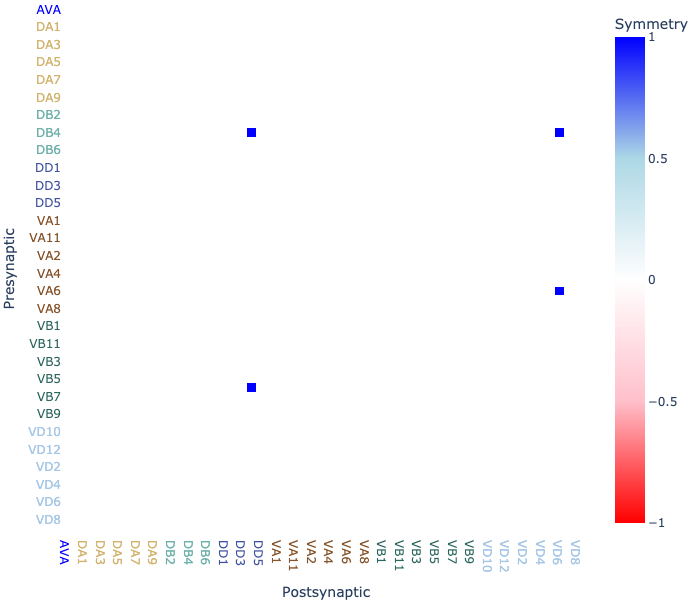 Symmetry
AVA
DA1
DA3
DA5
DA7
DA9
DB2
DB4
DB6
DD1
DD3
DD5
VA1
VA11
VA2
VA4
VA6
VA8
VB1
VB11
VB3
VB5
VB7
VB9
VD10
VD12
VD2
VD4
VD6
VD8
Presynaptic
AVA DA1 DA3 DA5 DA7 DA9 DB2 DB4 DB6 DD1 DD3 DD5 VA1 VA11 VA2 VA4 VA6 VA8 VB1 VB11 VB3 VB5 VB7 VB9 VD10 VD12 VD2 VD4 VD6 VD8
Postsynaptic
1
0.5
0
−0.5
−1